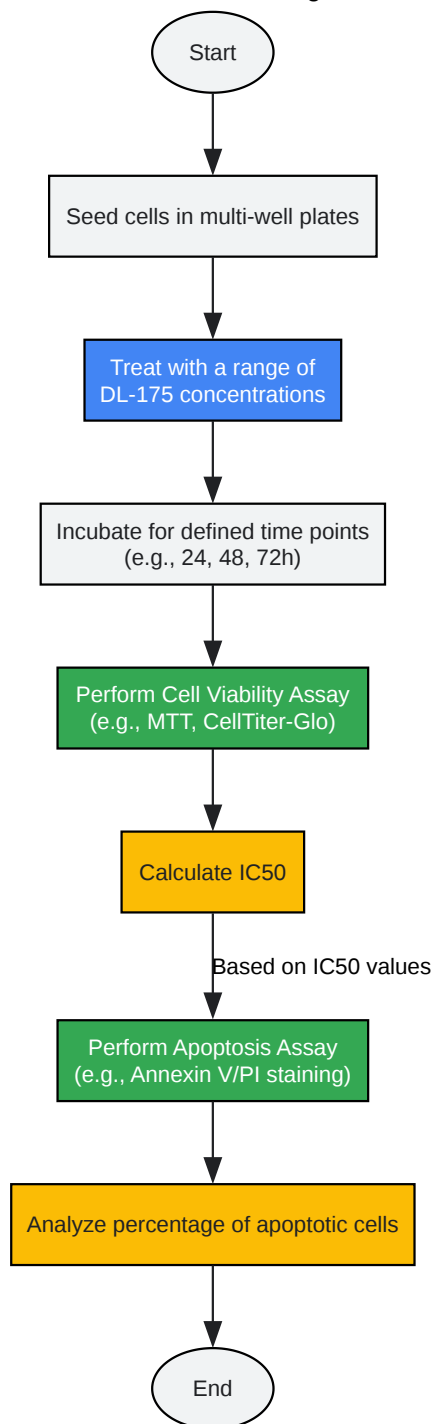 Start
Seed cells in multi-well plates
Treat with a range of
DL-175 concentrations
Incubate for defined time points
(e.g., 24, 48, 72h)
Perform Cell Viability Assay
(e.g., MTT, CellTiter-Glo)
Calculate IC50
Based on IC50 values
Perform Apoptosis Assay
(e.g., Annexin V/PI staining)
Analyze percentage of apoptotic cells
End